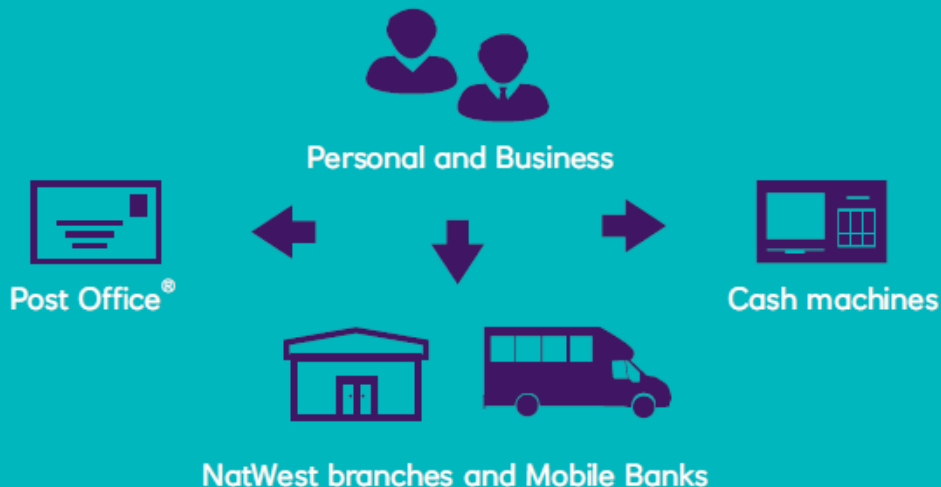 Personal and Business
Post Office®
Cash machines
NatWest branches and Mobile Banks